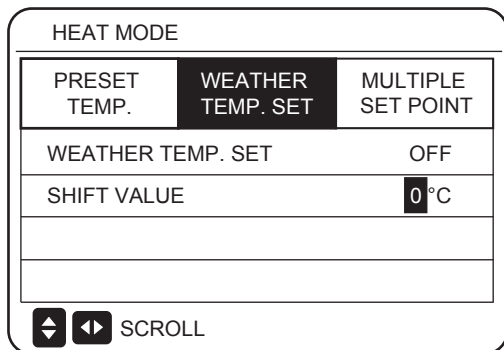 HEAT MODE
PRESET TEMP.
WEATHER TEMP. SET
MULTIPLE SET POINT
WEATHER TEMP. SET OFF
SHIFT VALUE 0 °C
SCROLL